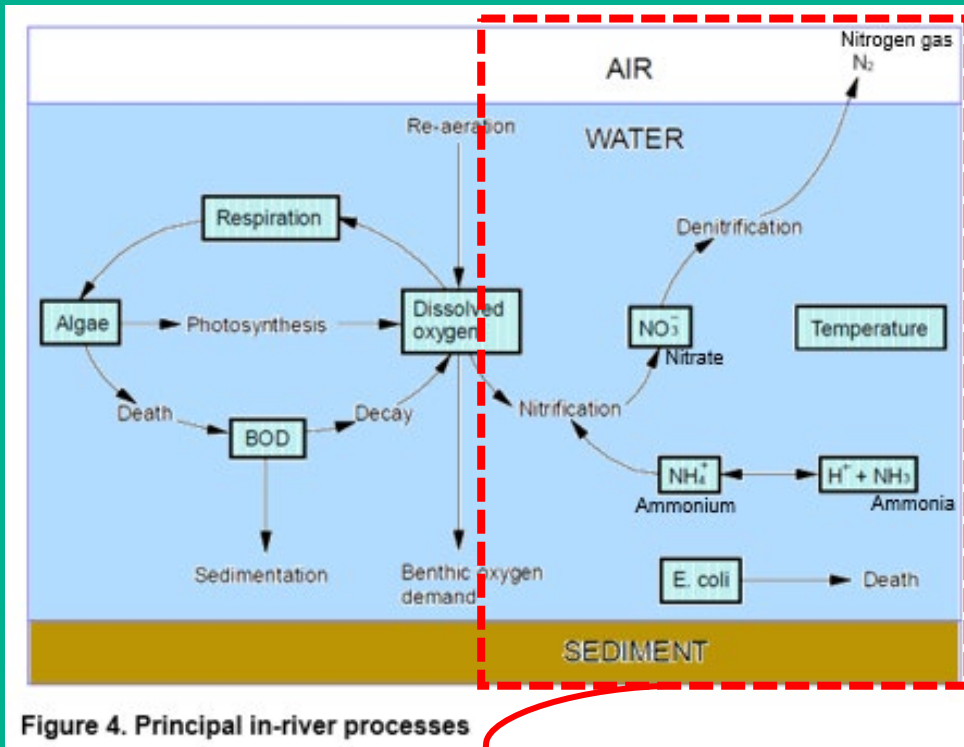 Nitrogen gas
N₂
AIR
Re-aeration
WATER
Respiration
Denitrification
Algae
Photosynthesis
Dissolved
oxygen
NO₃⁻
Nitrate
Temperature
Death
BOD
Decay
Nitrification
NH₄⁺
Ammonium
H⁺ + NH₃
Ammonia
Sedimentation
Benthic oxygen
demand
E. coli
Death
SEDIMENT
Figure 4. Principal in-river processes